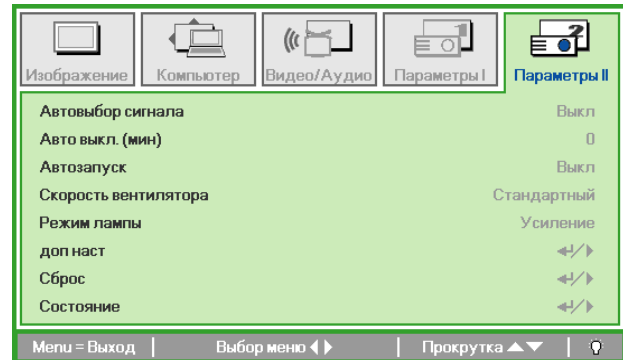 Изображение Компьютер Видео/Аудио Параметры I Параметры II
Автовыбор сигнала Выкл
Авто выкл. (мин) 0
Автозапуск Выкл
Скорость вентилятора Стандартный
Режим лампы Усиление
доп наст
Сброс
Состояние
Menu = Выход Выбор меню Прокрутка